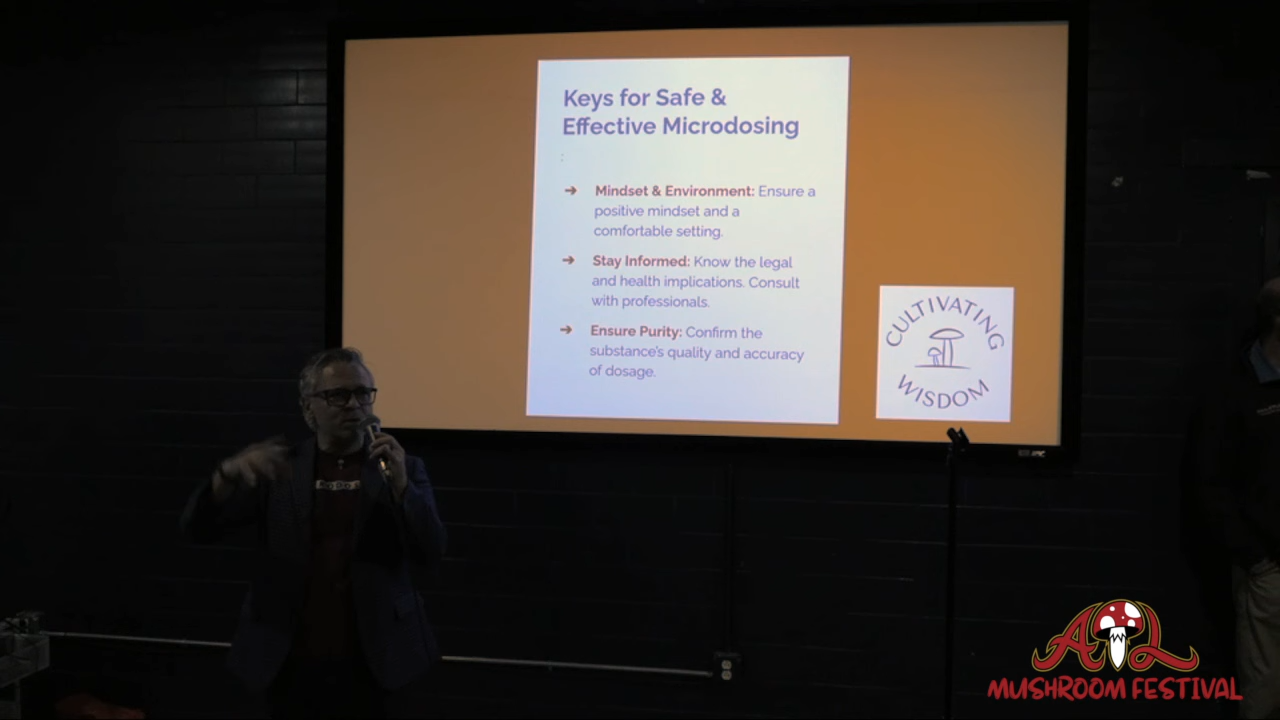 Keys for Safe &
Effective Microdosing
:
➔ Mindset & Environment: Ensure a
positive mindset and a
comfortable setting.
➔ Stay Informed: Know the legal
and health implications. Consult
with professionals.
➔ Ensure Purity: Confirm the
substance's quality and accuracy
of dosage.
CULTIVATING
WISDOM
ATL
MUSHROOM FESTIVAL